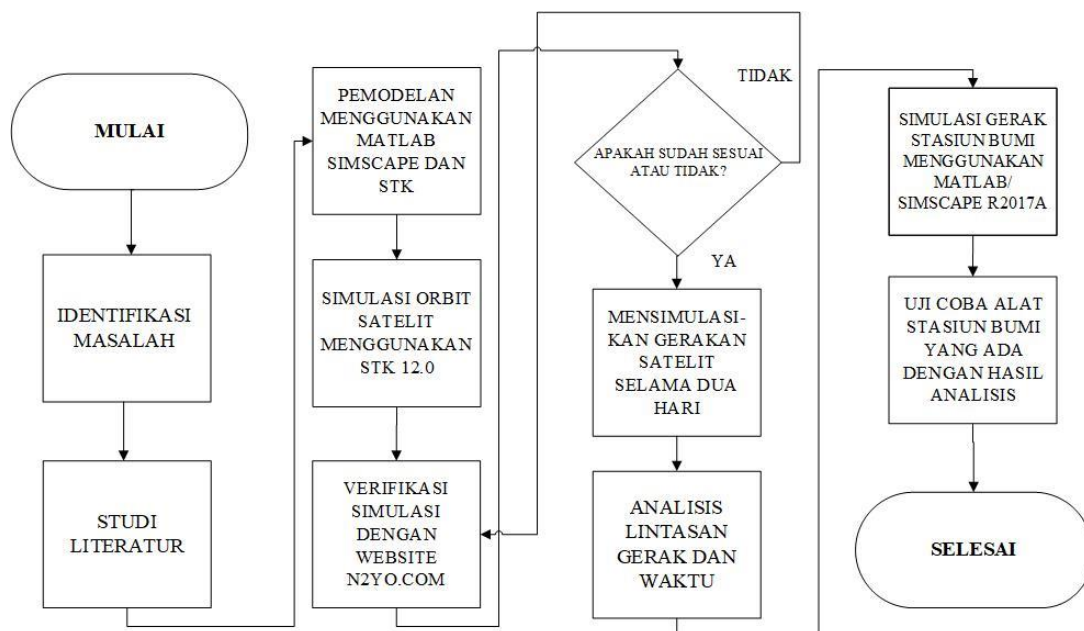 MULAI
IDENTIFIKASI
MASALAH
STUDI
LITERATUR
PEMODELAN
MENGGUNAKAN
MATLAB
SIMSCAPE DAN
STK
SIMULASI ORBIT
SATELIT
MENGGUNAKAN
STK 12.0
VERIFIKASI
SIMULASI
DENGAN
WEBSITE
N2YO.COM
APAKAH SUDAH SESUAI
ATAU TIDAK?
TIDAK
YA
MENSIMULASI-
KAN GERAKAN
SATELIT
SELAMA DUA
HARI
ANALISIS
LINTASAN
GERAK DAN
WAKTU
SIMULASI GERAK
STASIUN BUMI
MENGGUNAKAN
MATLAB/
SIMSCAPE R2017A
UJI COBA ALAT
STASIUN BUMI
YANG ADA
DENGAN HASIL
ANALISIS
SELESAI